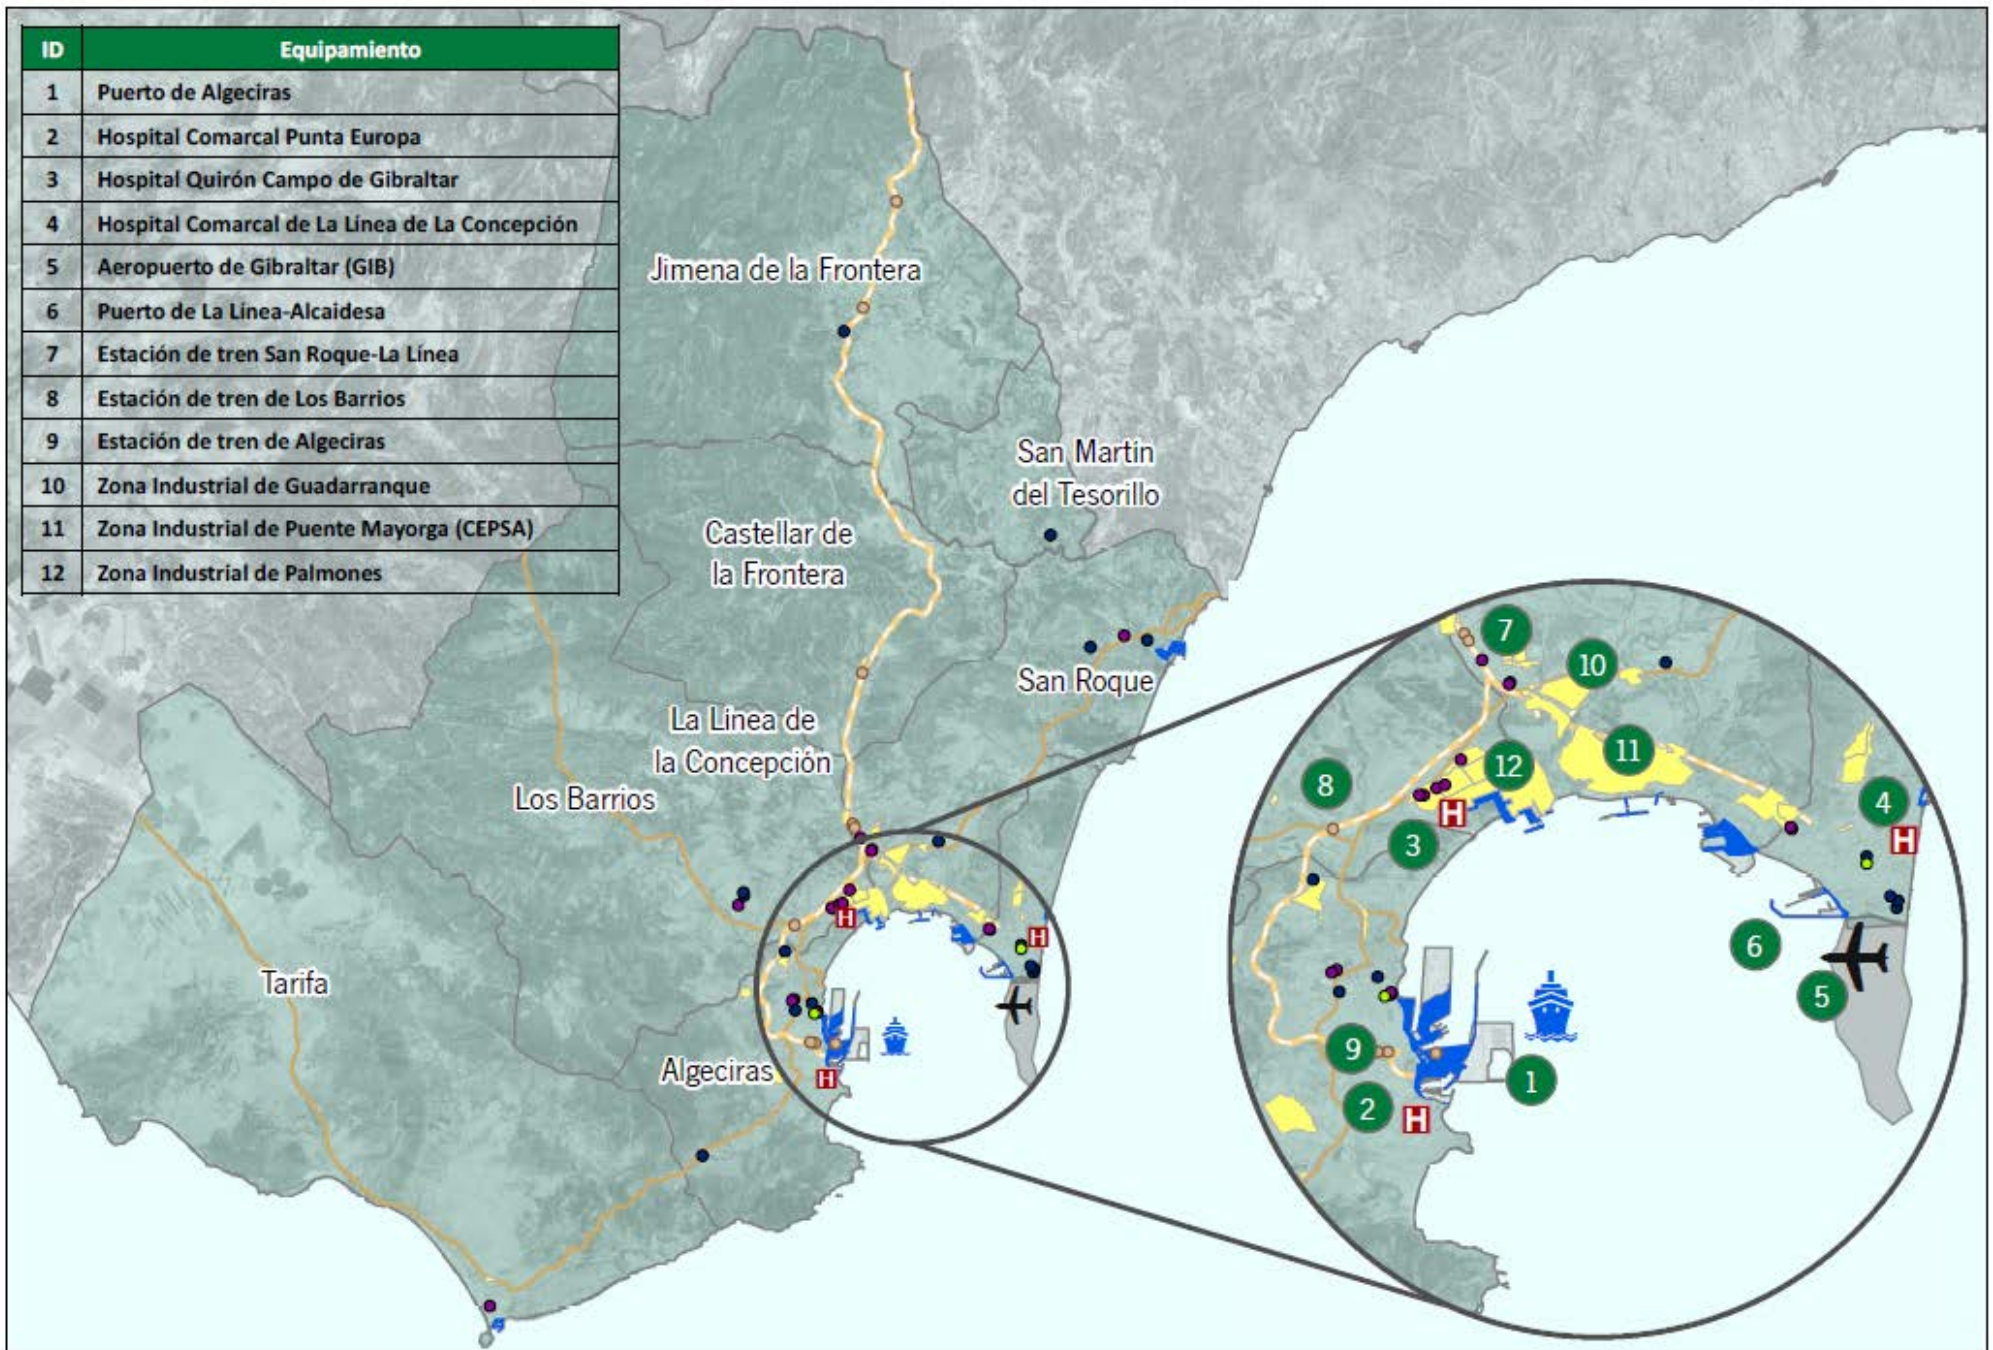 ID Equipamiento
1 Puerto de Algeciras
2 Hospital Comarcal Punta Europa
3 Hospital Quirón Campo de Gibraltar
4 Hospital Comarcal de La Línea de La Concepción
5 Aeropuerto de Gibraltar (GIB)
6 Puerto de La Línea-Alcaidesa
7 Estación de tren San Roque-La Línea
8 Estación de tren de Los Barrios
9 Estación de tren de Algeciras
10 Zona Industrial de Guadarranque
11 Zona Industrial de Puente Mayorga (CEPSA)
12 Zona Industrial de Palmones
Jimena de la Frontera
San Martin
del Tesorillo
Castellar de
la Frontera
San Roque
La Linea de
la Concepción
Los Barrios
Tarifa
Algeciras
H
H
H
7
10
11
12
8
4
H
H
3
6
5
9
1
2
H